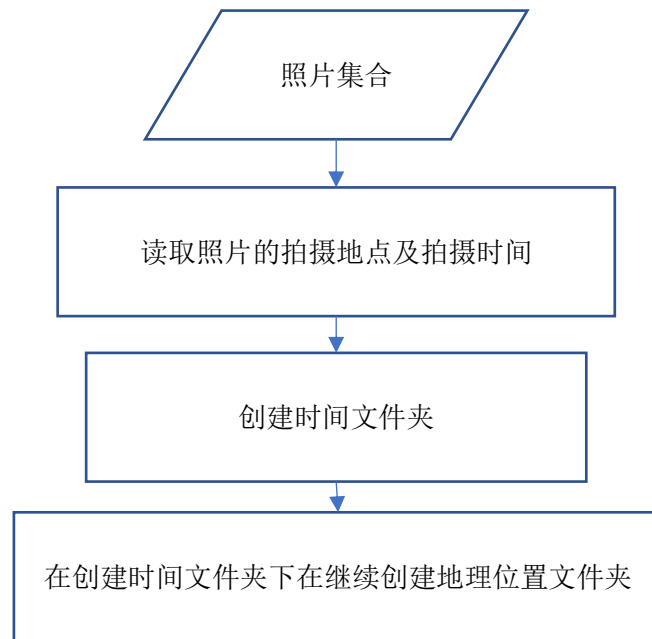 照片集合
读取照片的拍摄地点及拍摄时间
创建时间文件夹
在创建时间文件夹下在继续创建地理位置文件夹